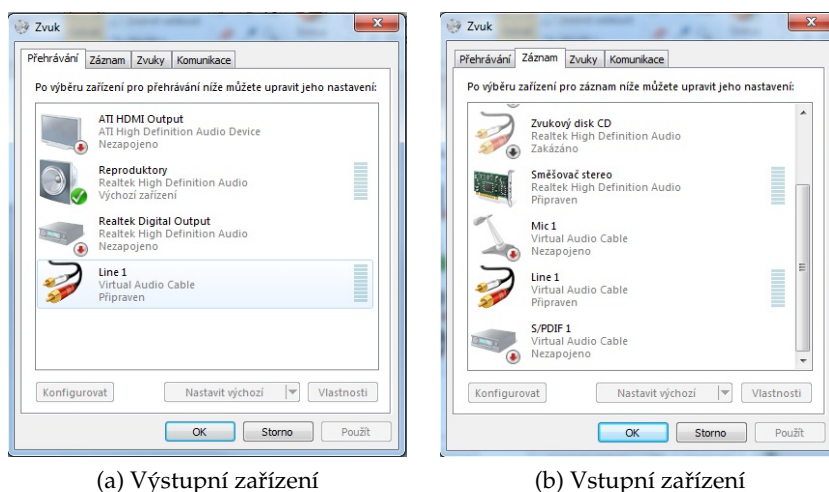 Zvuk
Přehrávání Záznam Zvuky Komunikace
Po výběru zařízení pro přehrávání níže můžete upravit jeho nastavení:
ATI HDMI Output
ATI High Definition Audio Device
Nezapojeno
Reproduktory
Realtek High Definition Audio
Výchozí zařízení
Realtek Digital Output
Realtek High Definition Audio
Nezapojeno
Line 1
Virtual Audio Cable
Připraven
Konfigurovat Nastavit výchozí Vlastnosti
OK Storno Použít
(a) Výstupní zařízení
Zvuk
Přehrávání Záznam Zvuky Komunikace
Po výběru zařízení pro záznam níže můžete upravit jeho nastavení:
Zvukový disk CD
Realtek High Definition Audio
Zakázáno
Směšovač stereo
Realtek High Definition Audio
Připraven
Mic 1
Virtual Audio Cable
Nezapojeno
Line 1
Virtual Audio Cable
Připraven
S/PDIF 1
Virtual Audio Cable
Nezapojeno
Konfigurovat Nastavit výchozí Vlastnosti
OK Storno Použít
(b) Vstupní zařízení